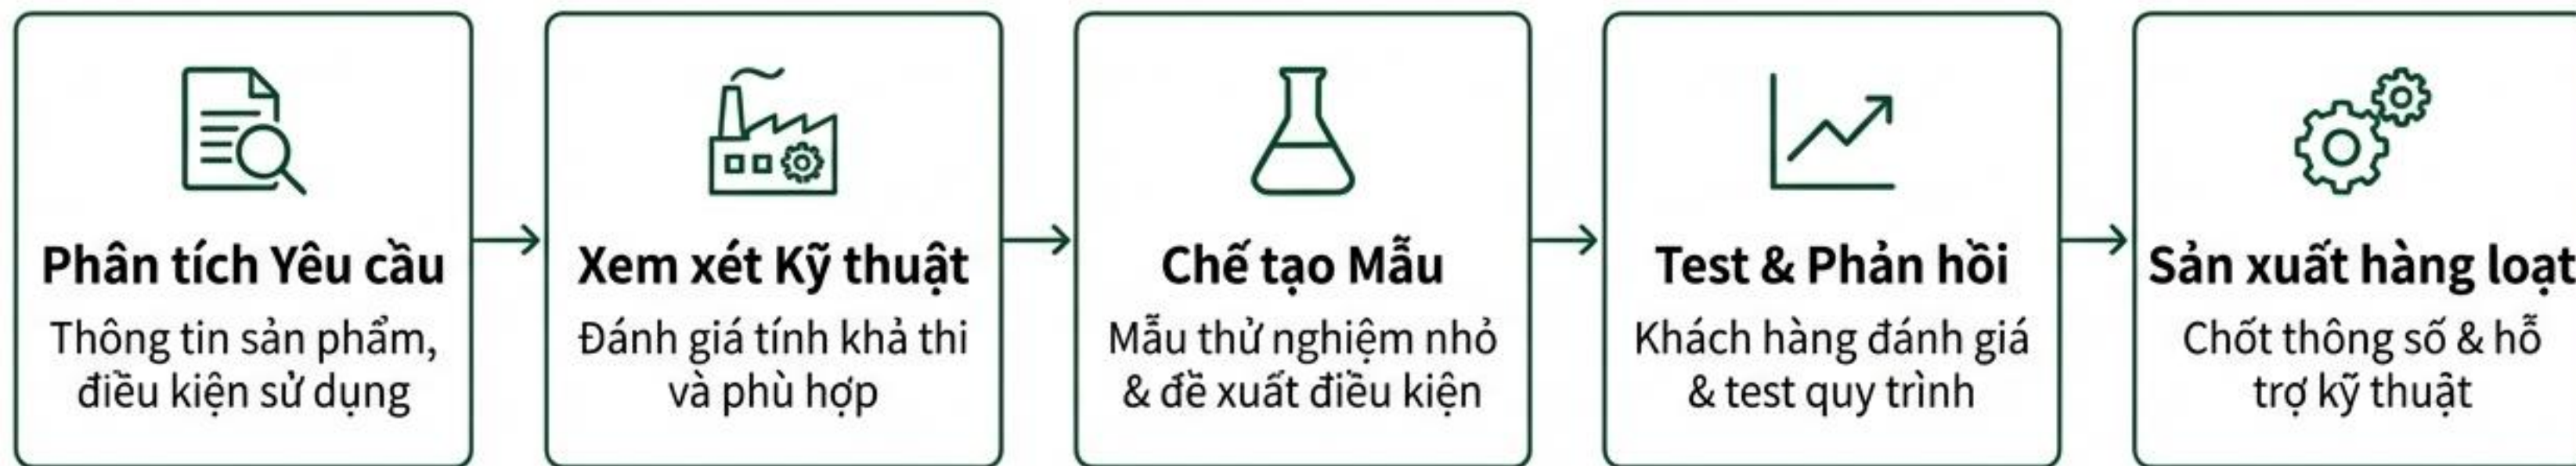 Phân tích Yêu cầu
Thông tin sản phẩm,
điều kiện sử dụng
Xem xét Kỹ thuật
Đánh giá tính khả thi
và phù hợp
Chế tạo Mẫu
Mẫu thử nghiệm nhỏ
& đề xuất điều kiện
Test & Phản hồi
Khách hàng đánh giá
& test quy trình
Sản xuất hàng loạt
Chốt thông số & hỗ
trợ kỹ thuật